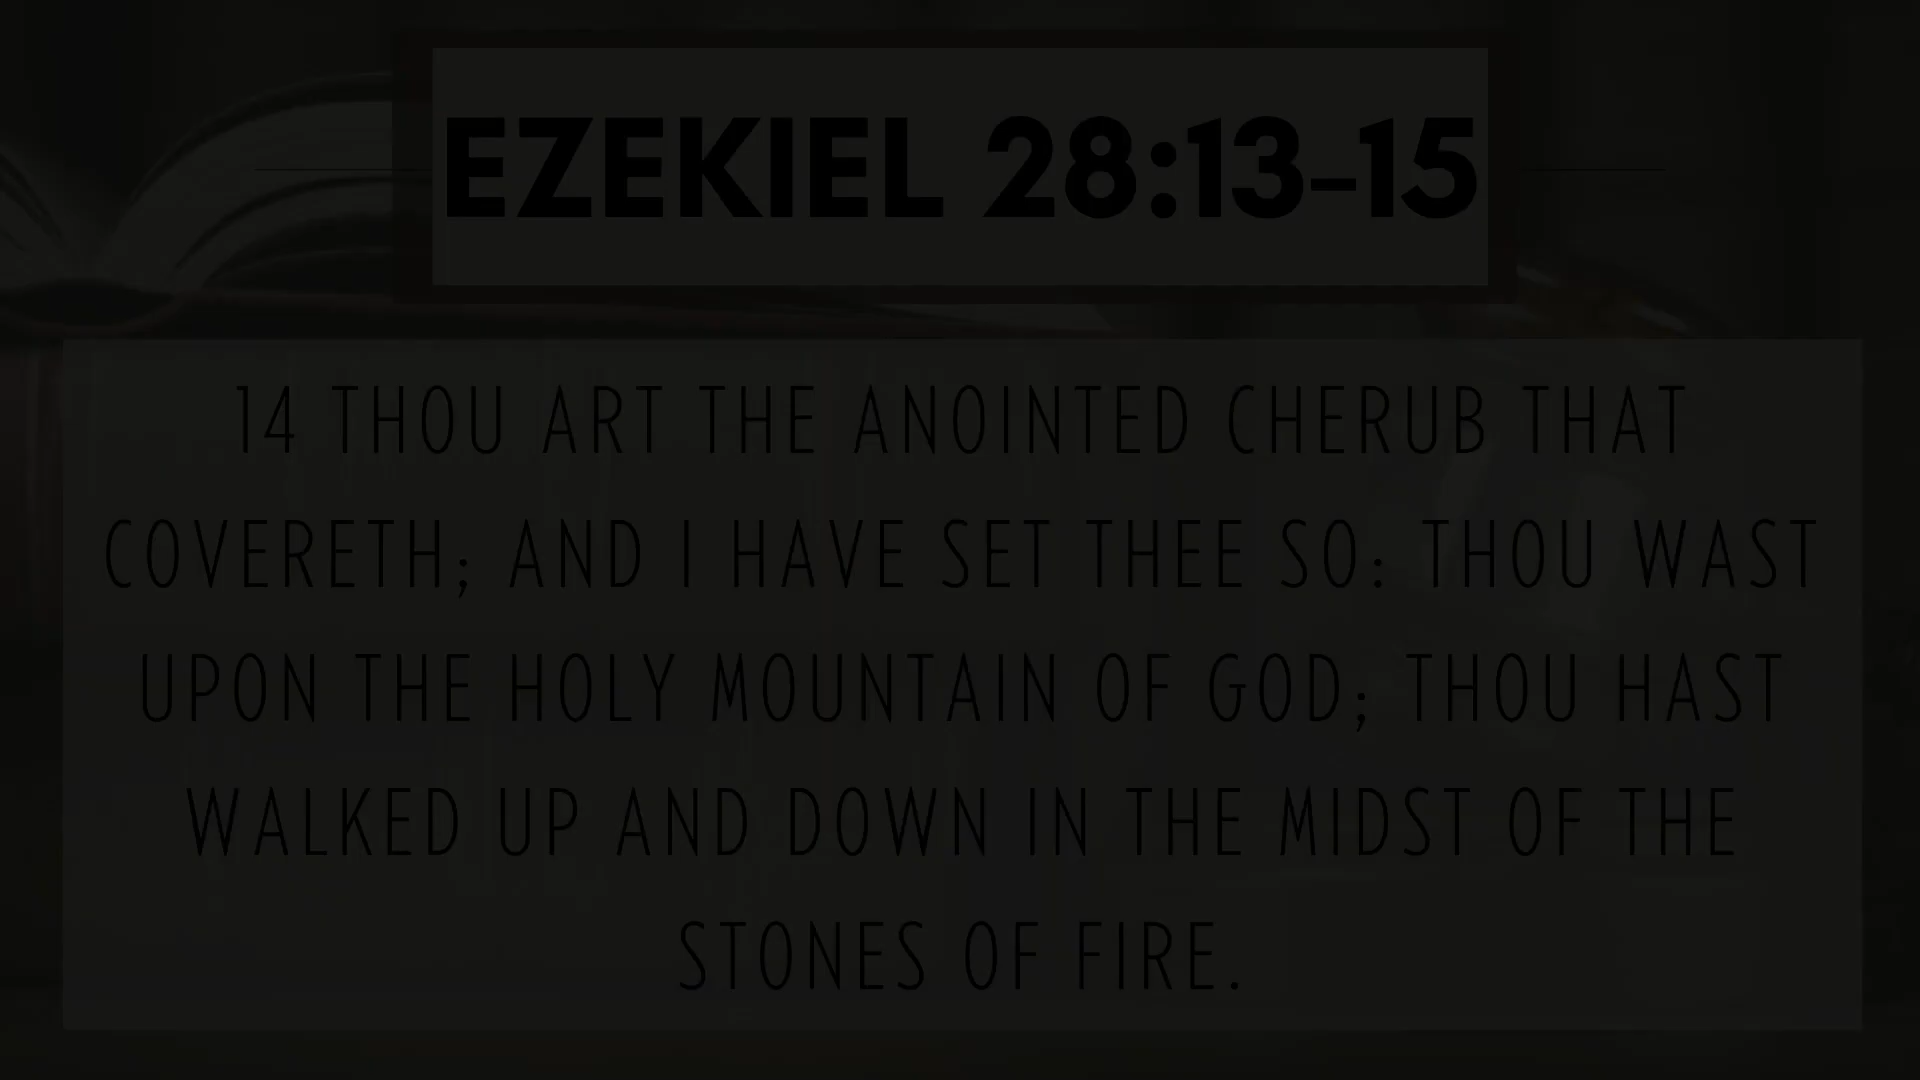 EZEKIEL 28:13-15
14 THOU ART THE ANOINTED CHERUB THAT
COVERETH; AND I HAVE SET THEE SO: THOU WAST
UPON THE HOLY MOUNTAIN OF GOD; THOU HAST
WALKED UP AND DOWN IN THE MIDST OF THE
STONES OF FIRE.